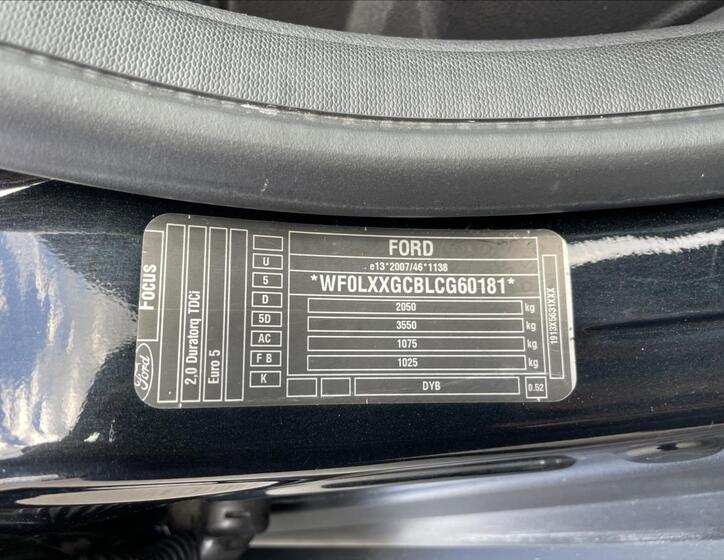 FORD
e13*2007/46*1138
*WF0LXXGCBLCG60181*
2050 kg
3550 kg
1075 kg
1025 kg
DYB
0.52
U
5
D
5D
AC
F B
K
Focus
2,0 Duratorq TDCi
Euro 5
Ford
1913X5631XXX